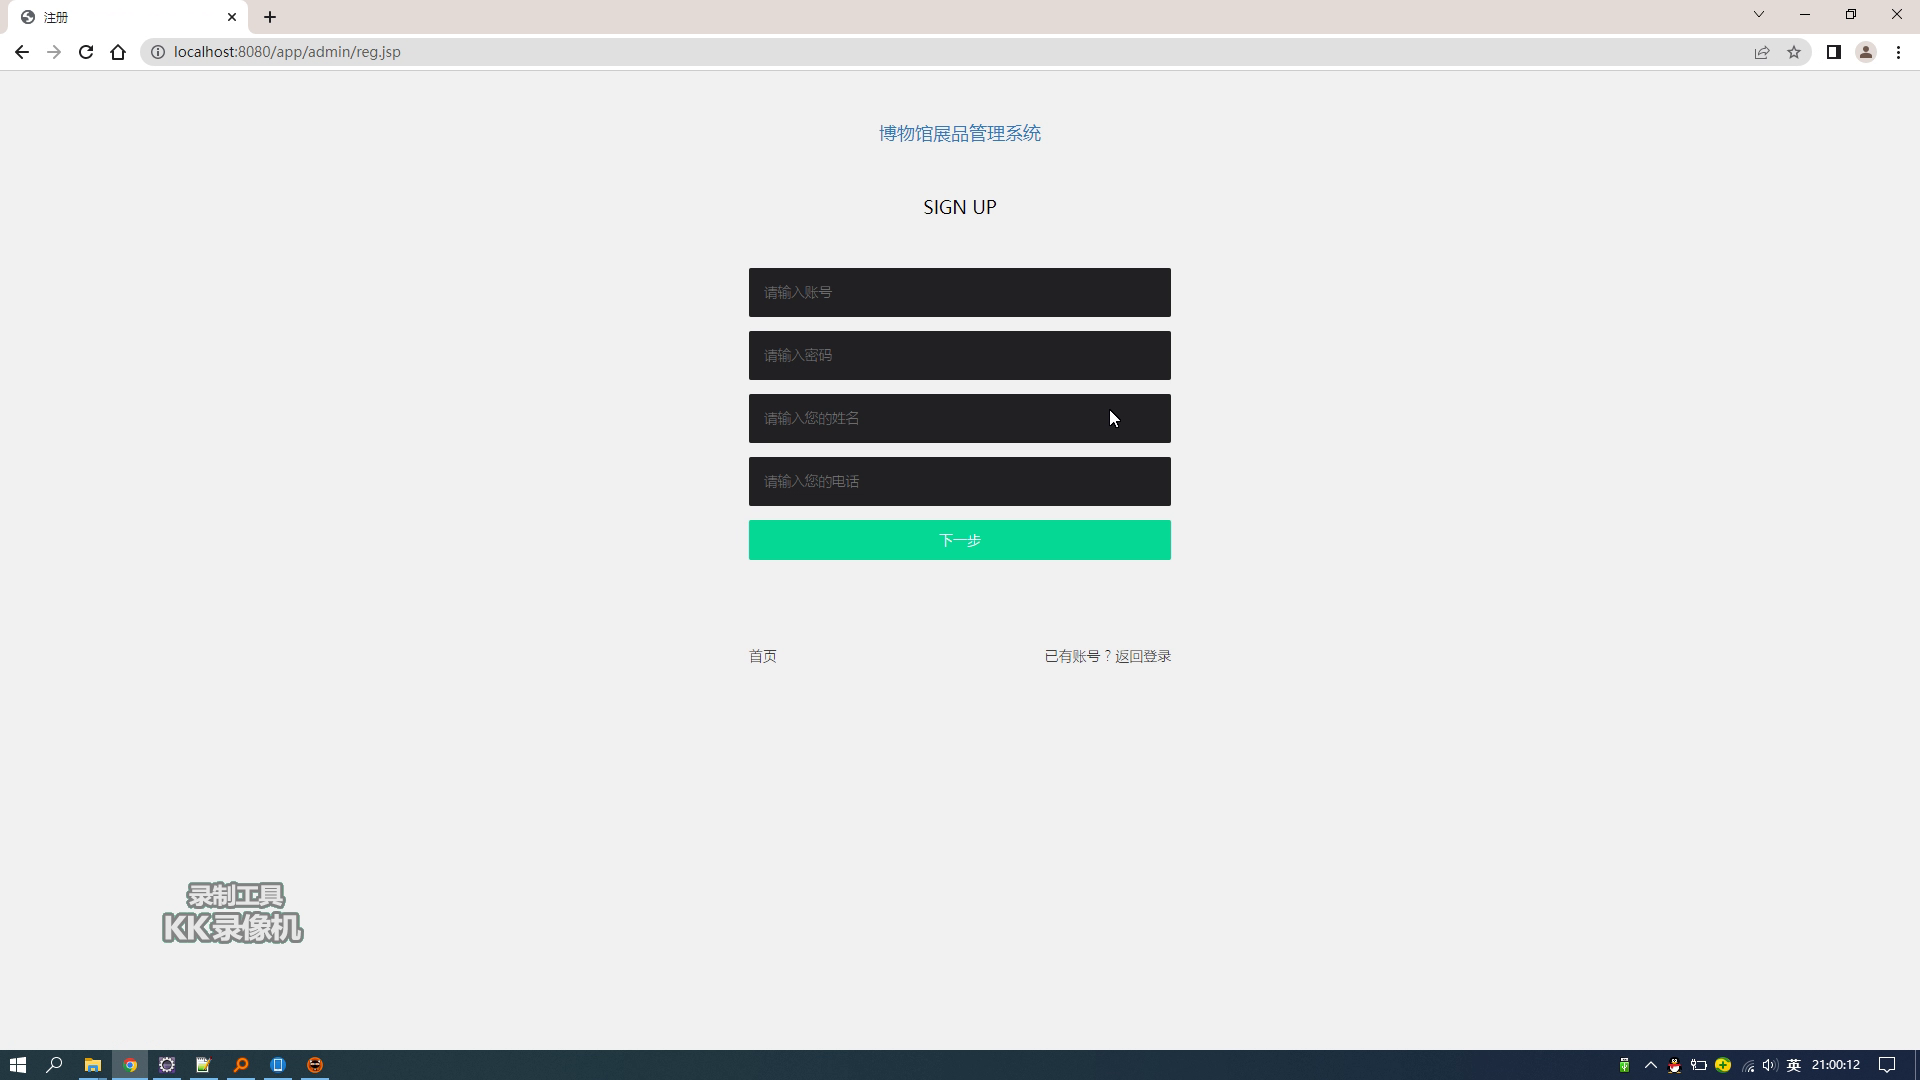 注册
localhost:8080/app/admin/reg.jsp
博物馆展品管理系统
SIGN UP
请输入账号
请输入密码
请输入您的姓名
请输入您的电话
下一步
首页
已有账号？返回登录
录制工具
KK录像机
英
21:00:12